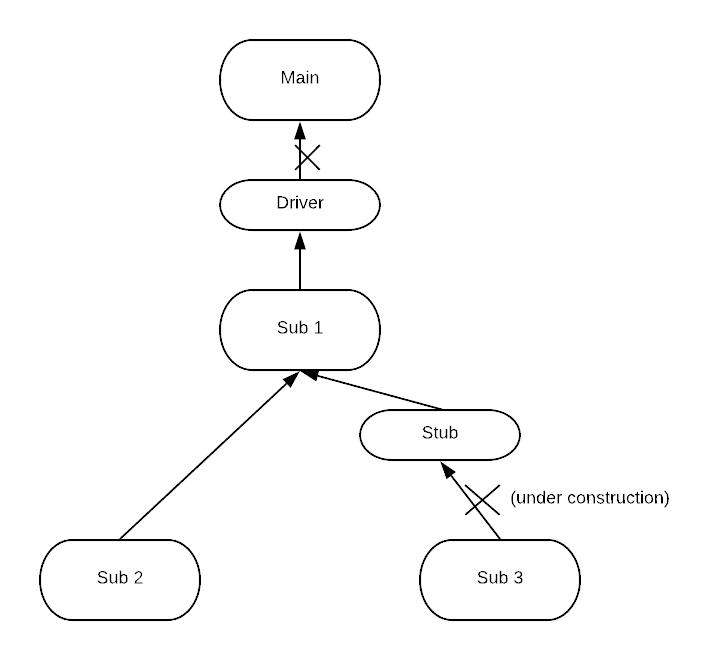 Main
Driver
Sub 1
Stub
(under construction)
Sub 2
Sub 3